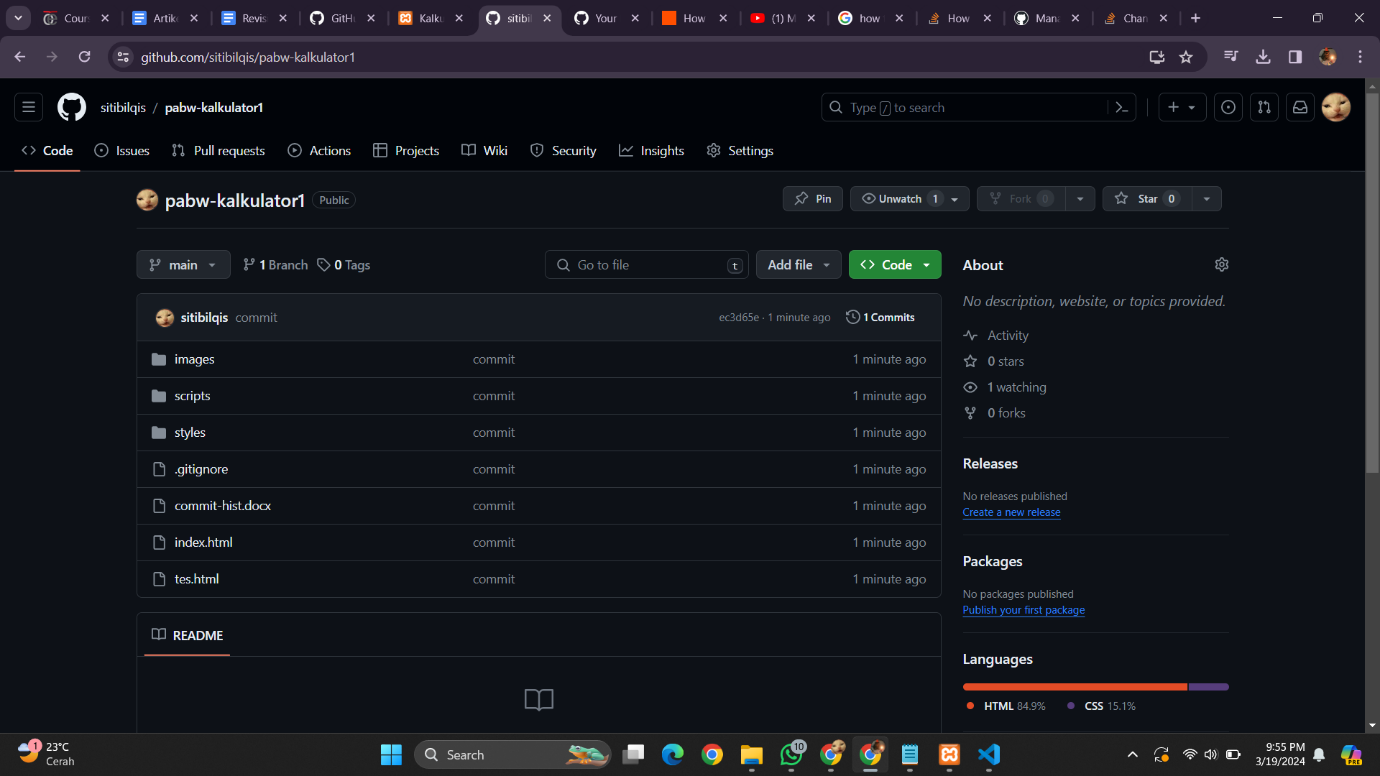 Coun
Artike
Revis
GitHu
Kalku
sitibil
Your
How
(1) M
how
How
Mana
Chan
github.com/sitibilqis/pabw-kalkulator1
sitibilqis / pabw-kalkulator1
Type / to search
Code Issues Pull requests Actions Projects Wiki Security Insights Settings
pabw-kalkulator1 Public
Pin Unwatch 1 Fork 0 Star 0
main 1 Branch 0 Tags Go to file t Add file Code
sitibilqis commit ec3d65e · 1 minute ago 1 Commits
images commit 1 minute ago
scripts commit 1 minute ago
styles commit 1 minute ago
.gitignore commit 1 minute ago
commit-hist.docx commit 1 minute ago
index.html commit 1 minute ago
tes.html commit 1 minute ago
README
About
No description, website, or topics provided.
Activity
0 stars
1 watching
0 forks
Releases
No releases published
Create a new release
Packages
No packages published
Publish your first package
Languages
HTML 84.9% CSS 15.1%
1
23°C
Cerah
Search
10
9:55 PM
3/19/2024
PRE